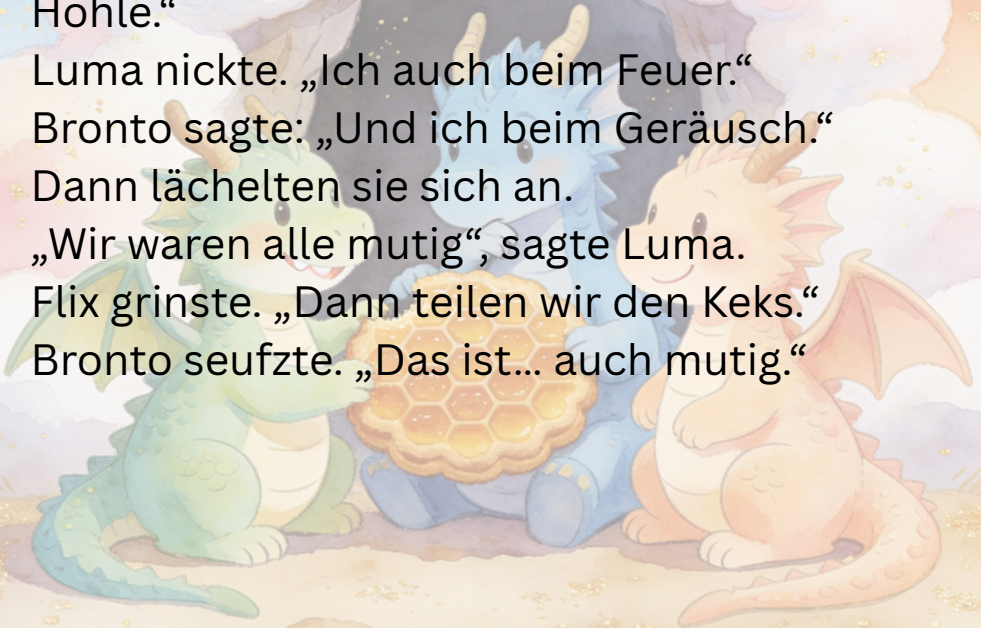 Höhle.“
Luma nickte. „Ich auch beim Feuer.“
Bronto sagte: „Und ich beim Geräusch.“
Dann lächelten sie sich an.
„Wir waren alle mutig“, sagte Luma.
Flix grinste. „Dann teilen wir den Keks.“
Bronto seufzte. „Das ist... auch mutig.“